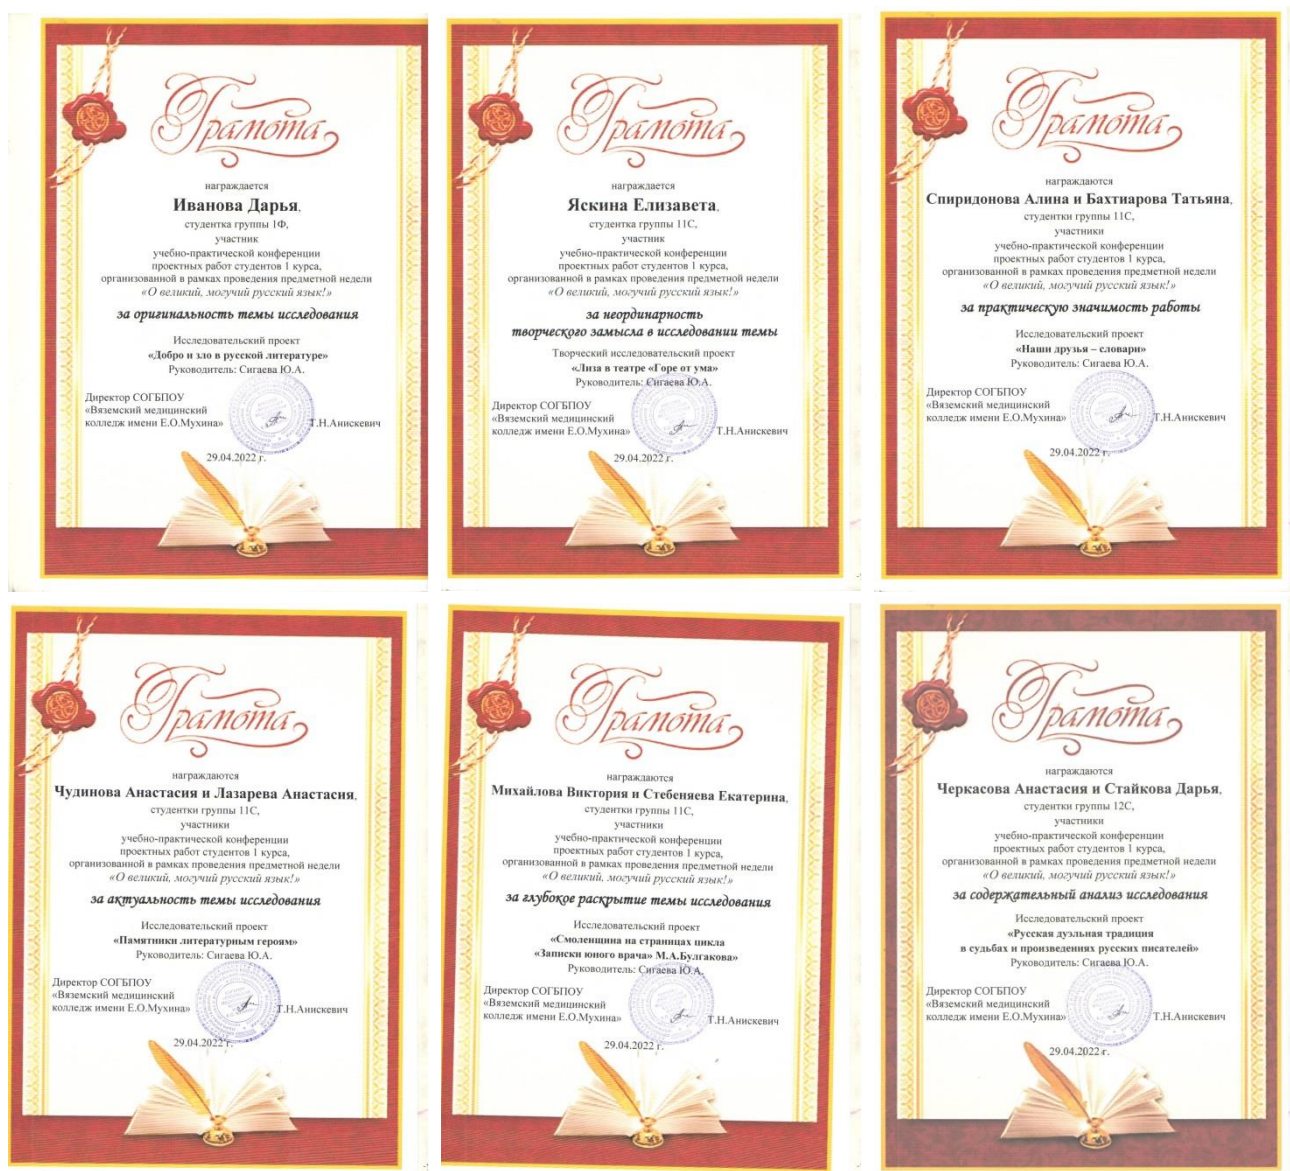 Грамота
награждается
Иванова Дарья,
студентка группы 1Ф,
участник
учебно-практической конференции
проектных работ студентов 1 курса,
организованной в рамках проведения предметной недели
«О великий, могучий русский язык!»
за оригинальность темы исследования
Исследовательский проект
«Добро и зло в русской литературе»
Руководитель: Сигаева Ю.А.
Директор СОГБПОУ
«Вяземский медицинский
колледж имени Е.О.Мухина»
Т.Н.Анискевич
29.04.2022 г.
Грамота
награждается
Яскина Елизавета,
студентка группы 11С,
участник
учебно-практической конференции
проектных работ студентов 1 курса,
организованной в рамках проведения предметной недели
«О великий, могучий русский язык!»
за неординарность
творческого замысла в исследовании темы
Творческий исследовательский проект
«Лиза в театре «Горе от ума»
Руководитель: Сигаева Ю.А.
Директор СОГБПОУ
«Вяземский медицинский
колледж имени Е.О.Мухина»
Т.Н.Анискевич
29.04.2022 г.
Грамота
награждаются
Спиридонова Алина и Бахтиарова Татьяна,
студентки группы 11С,
участники
учебно-практической конференции
проектных работ студентов 1 курса,
организованной в рамках проведения предметной недели
«О великий, могучий русский язык!»
за практическую значимость работы
Исследовательский проект
«Наши друзья – словари»
Руководитель: Сигаева Ю.А.
Директор СОГБПОУ
«Вяземский медицинский
колледж имени Е.О.Мухина»
Т.Н.Анискевич
29.04.2022 г.
Грамота
награждаются
Чудинова Анастасия и Лазарева Анастасия,
студентки группы 11С,
участники
учебно-практической конференции
проектных работ студентов 1 курса,
организованной в рамках проведения предметной недели
«О великий, могучий русский язык!»
за актуальность темы исследования
Исследовательский проект
«Памятники литературным героям»
Руководитель: Сигаева Ю.А.
Директор СОГБПОУ
«Вяземский медицинский
колледж имени Е.О.Мухина»
Т.Н.Анискевич
29.04.2022 г.
Грамота
награждаются
Михайлова Виктория и Стебеняева Екатерина,
студентки группы 11С,
участники
учебно-практической конференции
проектных работ студентов 1 курса,
организованной в рамках проведения предметной недели
«О великий, могучий русский язык!»
за глубокое раскрытие темы исследования
Исследовательский проект
«Смоленщина на страницах цикла
«Записки юного врача» М.А.Булгакова»
Руководитель: Сигаева Ю.А.
Директор СОГБПОУ
«Вяземский медицинский
колледж имени Е.О.Мухина»
Т.Н.Анискевич
29.04.2022 г.
Грамота
награждаются
Черкасова Анастасия и Стайкова Дарья,
студентки группы 12С,
участники
учебно-практической конференции
проектных работ студентов 1 курса,
организованной в рамках проведения предметной недели
«О великий, могучий русский язык!»
за содержательный анализ исследования
Исследовательский проект
«Русская дуэльная традиция
в судьбах и произведениях русских писателей»
Руководитель: Сигаева Ю.А.
Директор СОГБПОУ
«Вяземский медицинский
колледж имени Е.О.Мухина»
Т.Н.Анискевич
29.04.2022 г.